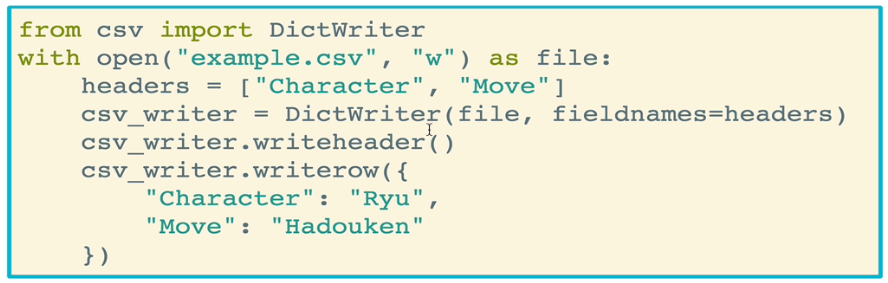 from csv import DictWriter
with open("example.csv", "w") as file:
    headers = ["Character", "Move"]
    csv_writer = DictWriter(file, fieldnames=headers)
    csv_writer.writeheader()
    csv_writer.writerow({
        "Character": "Ryu",
        "Move": "Hadouken"
    })